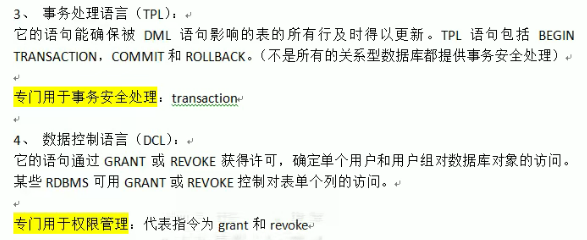 3、 事务处理语言（TPL）：
它的语句能确保被 DML 语句影响的表的所有行及时得以更新。TPL 语句包括 BEGIN
TRANSACTION，COMMIT 和 ROLLBACK。（不是所有的关系型数据库都提供事务安全处理）
专门用于事务安全处理：transaction
4、 数据控制语言（DCL）：
它的语句通过 GRANT 或 REVOKE 获得许可，确定单个用户和用户组对数据库对象的访问。
某些 RDBMS 可用 GRANT 或 REVOKE 控制对表单个列的访问。
专门用于权限管理：代表指令为 grant 和 revoke